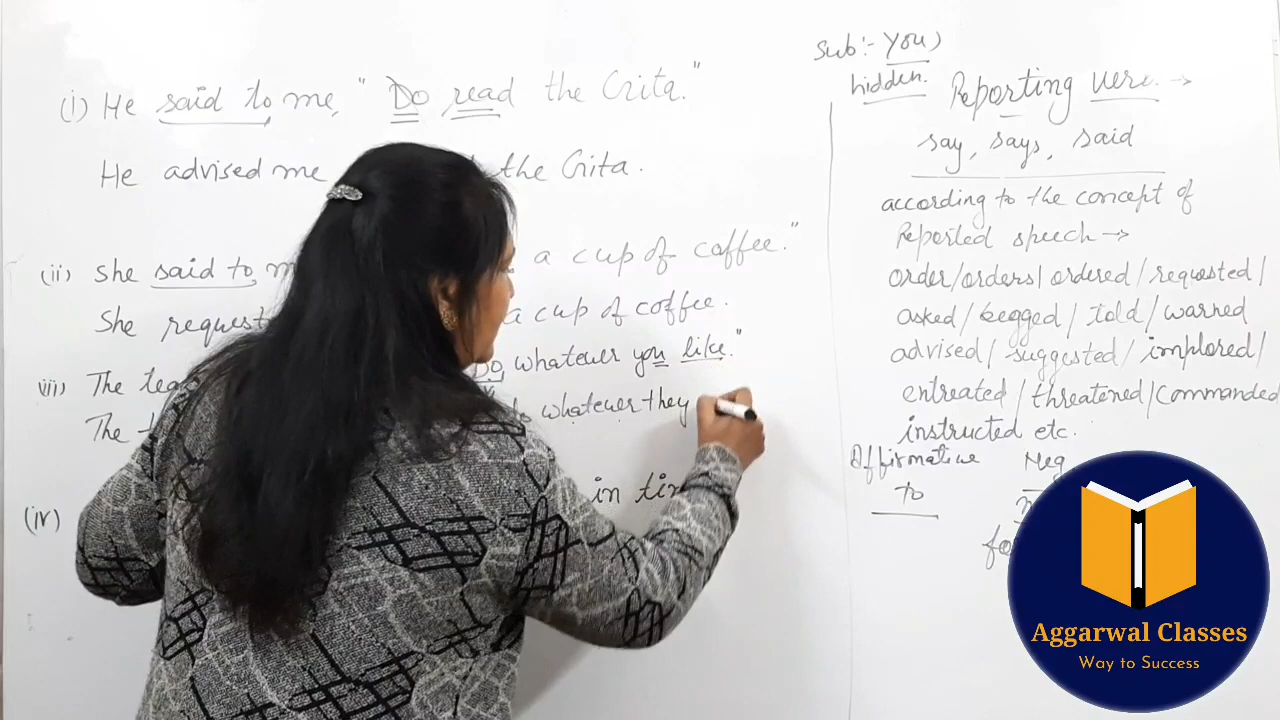 (i) He said to me, "Do read the Gita."
He advised me the Gita.
(ii) She said to a cup of coffee."
She request a cup of coffee.
(iii) The Do whatever you like."
The do whatever they
(iv) in
Sub:- You)
hidden.
Reporting verb →
say, says, said
according to the concept of
Reported speech →
order/orders/ordered/requested/
asked/begged/told/warned
advised/suggested/implored/
entreated/threatened/Commanded
instructed etc.
Affirmative Neg
to
Aggarwal Classes
Way to Success